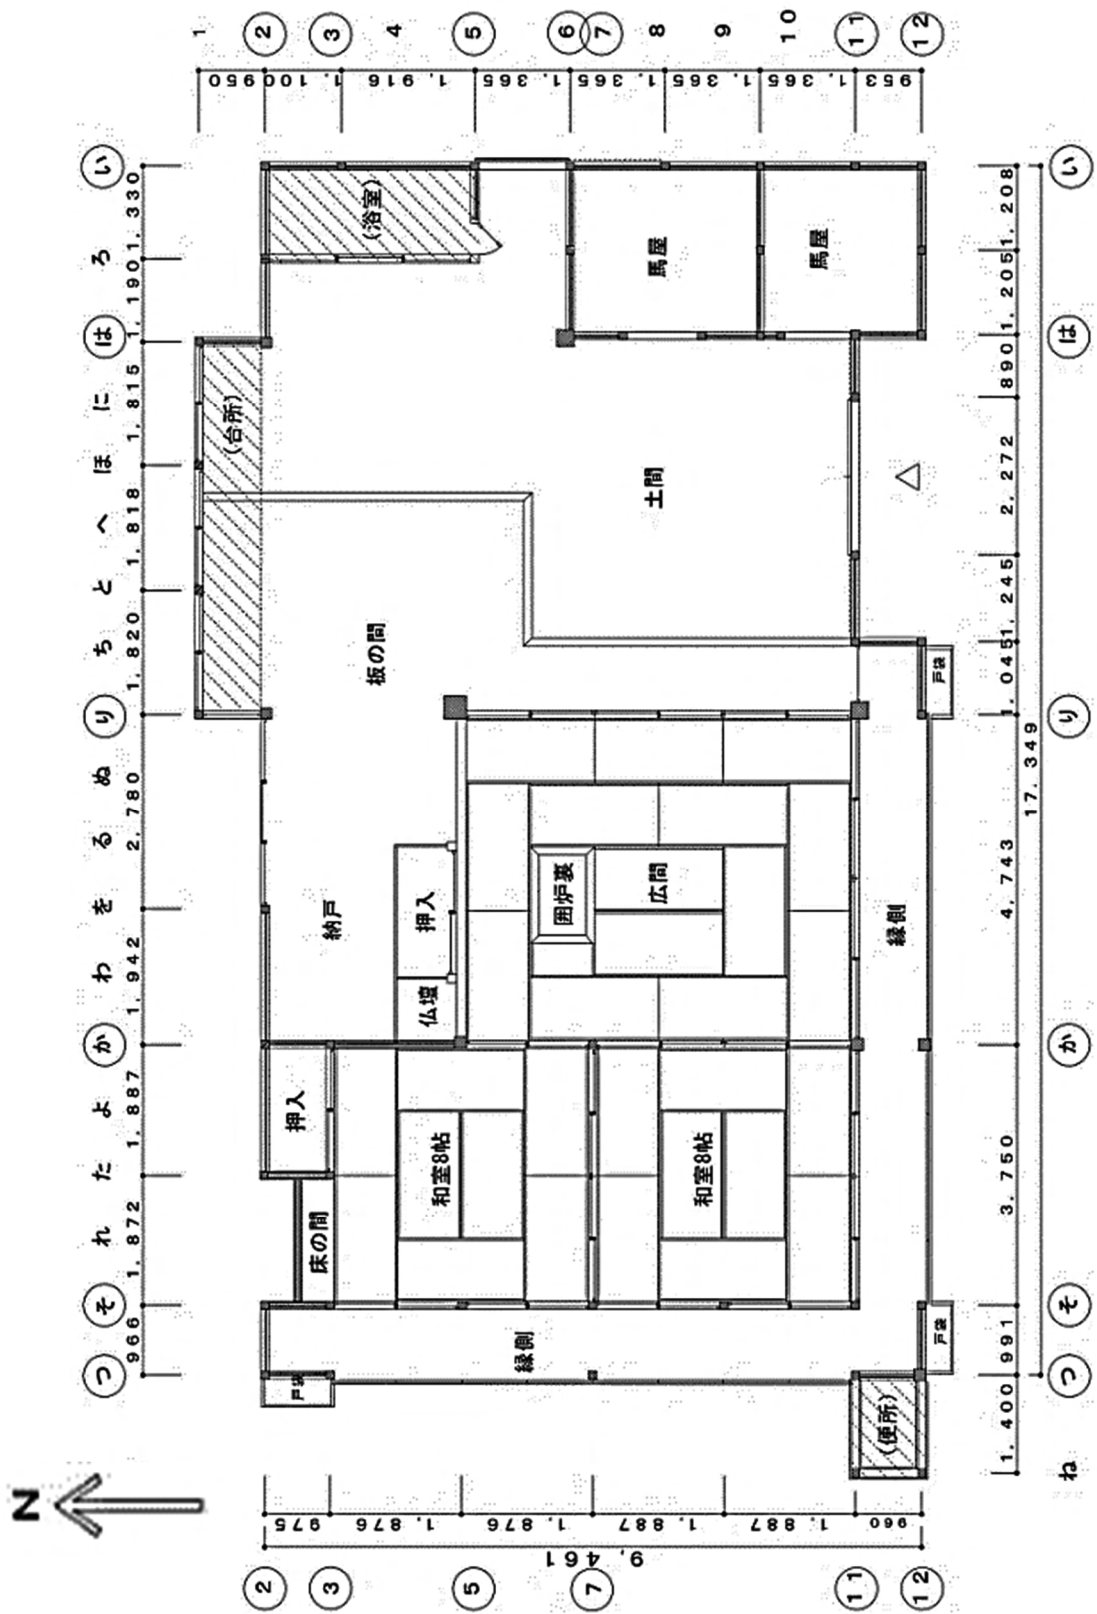 N
つ そ れ た よ か わ を る ぬ り ち と へ ほ に は ろ い
966 1,872 1,887 1,942 2,780 1,820 1,818 1,815 1,190 1,330
1
2
3
4
5
6
7
8
9
10
11
12
950
1,100
1,916
1,365
1,365
1,365
1,365
953
2
3
5
7
11
12
975
1,876
1,876
1,887
1,887
960
9,461
(台所)
戸袋
床の間
押入
納戸
板の間
(浴室)
仏壇
押入
和室8帖
縁側
囲炉裏
広間
土間
馬屋
和室8帖
馬屋
(便所)
縁側
戸袋
戸袋
1,400 991 3,750 4,743 1,045 1,245 2,272 890 1,205 1,208
17,349
ね つ そ か り は い